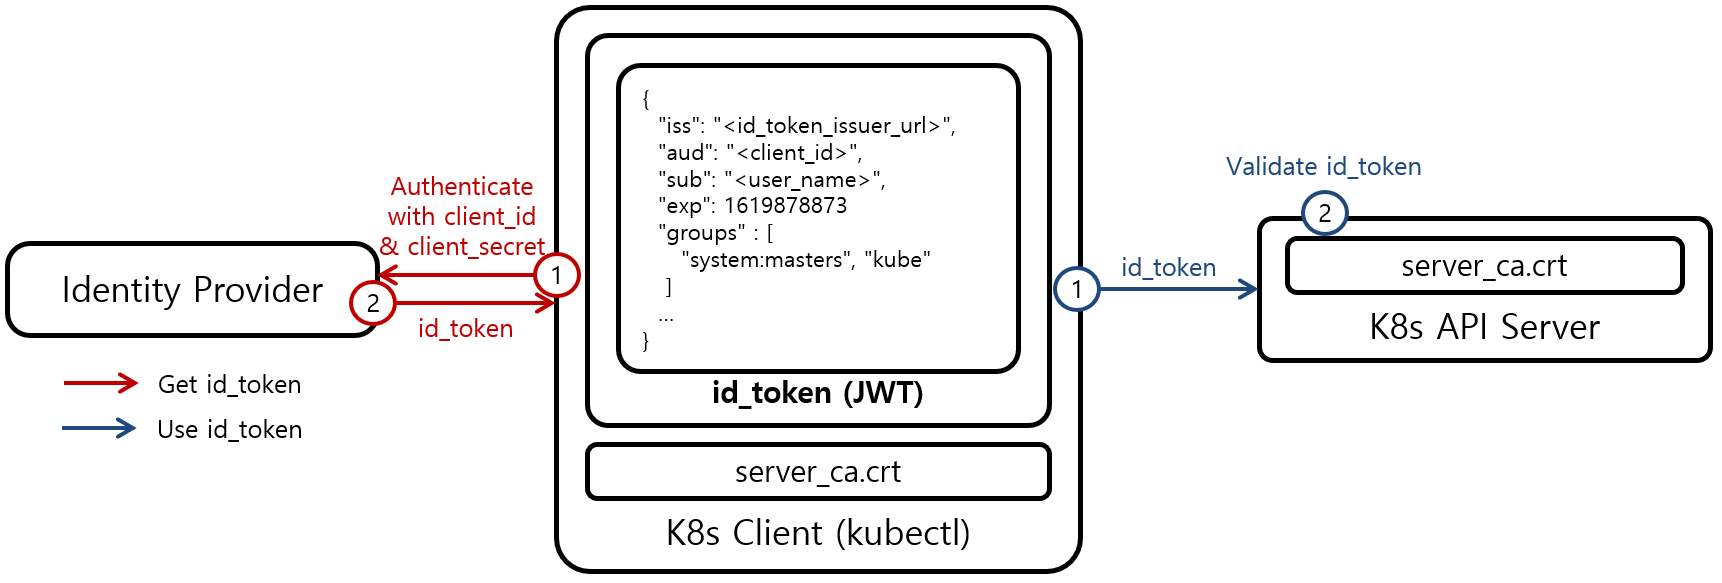 Identity Provider
Authenticate
with client_id
& client_secret
1
2
id_token
Get id_token
Use id_token
{
"iss": "<id_token_issuer_url>",
"aud": "<client_id>",
"sub": "<user_name>",
"exp": 1619878873
"groups" : [
"system:masters", "kube"
]
...
}
id_token (JWT)
server_ca.crt
K8s Client (kubectl)
1
id_token
Validate id_token
2
server_ca.crt
K8s API Server